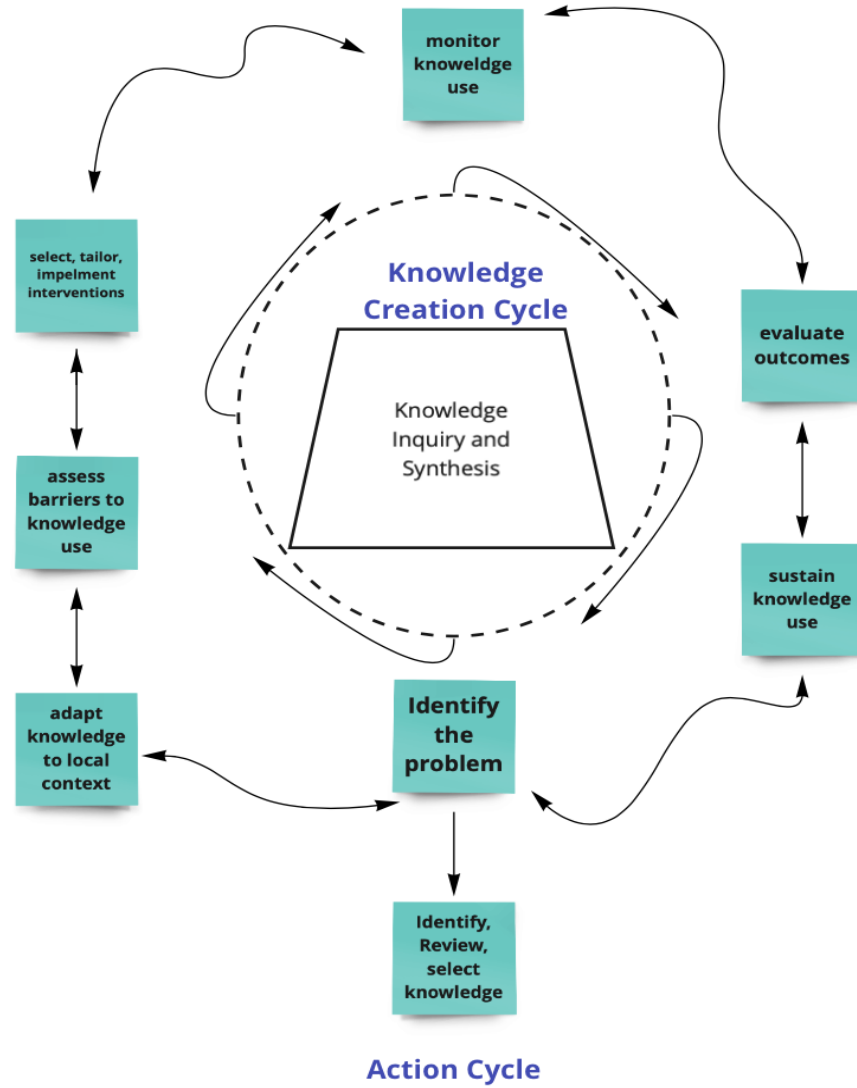 monitor
knoweldge
use
select, tailor,
impelment
interventions
Knowledge
Creation Cycle
evaluate
outcomes
Knowledge
Inquiry and
Synthesis
assess
barriers to
knowledge
use
sustain
knowledge
use
adapt
knowledge
to local
context
Identify
the
problem
Identify,
Review,
select
knowledge
Action Cycle